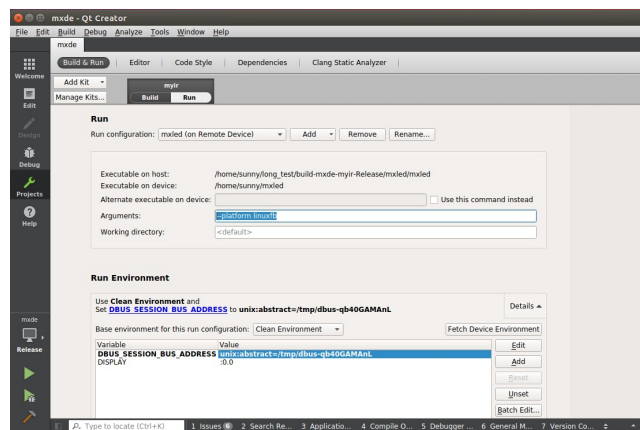 mxde - Qt Creator
File Edit Build Debug Analyze Tools Window Help
mxde
Welcome
Edit
Design
Debug
Projects
Help
mxde
Release
Build & Run Editor Code Style Dependencies Clang Static Analyzer
Add Kit
Manage Kits...
myir
Build Run
Run
Run configuration: mxled (on Remote Device) Add Remove Rename...
Executable on host: /home/sunny/long_test/build-mxde-myir-Release/mxled/mxled
Executable on device: /home/sunny/mxled
Alternate executable on device: Use this command instead
Arguments: --platform linuxfb
Working directory: <default>
Run Environment
Use Clean Environment and
Set DBUS_SESSION_BUS_ADDRESS to unix:abstract=/tmp/dbus-qb40GAMAnL
Details
Base environment for this run configuration: Clean Environment Fetch Device Environment
Variable Value
DBUS_SESSION_BUS_ADDRESS unix:abstract=/tmp/dbus-qb40GAMAnL
DISPLAY :0.0
Edit
Add
Reset
Unset
Batch Edit...
Type to locate (Ctrl+K) 1 Issues 6 2 Search Re... 3 Applicatio... 4 Compile O... 5 Debugger ... 6 General M... 7 Version Co...